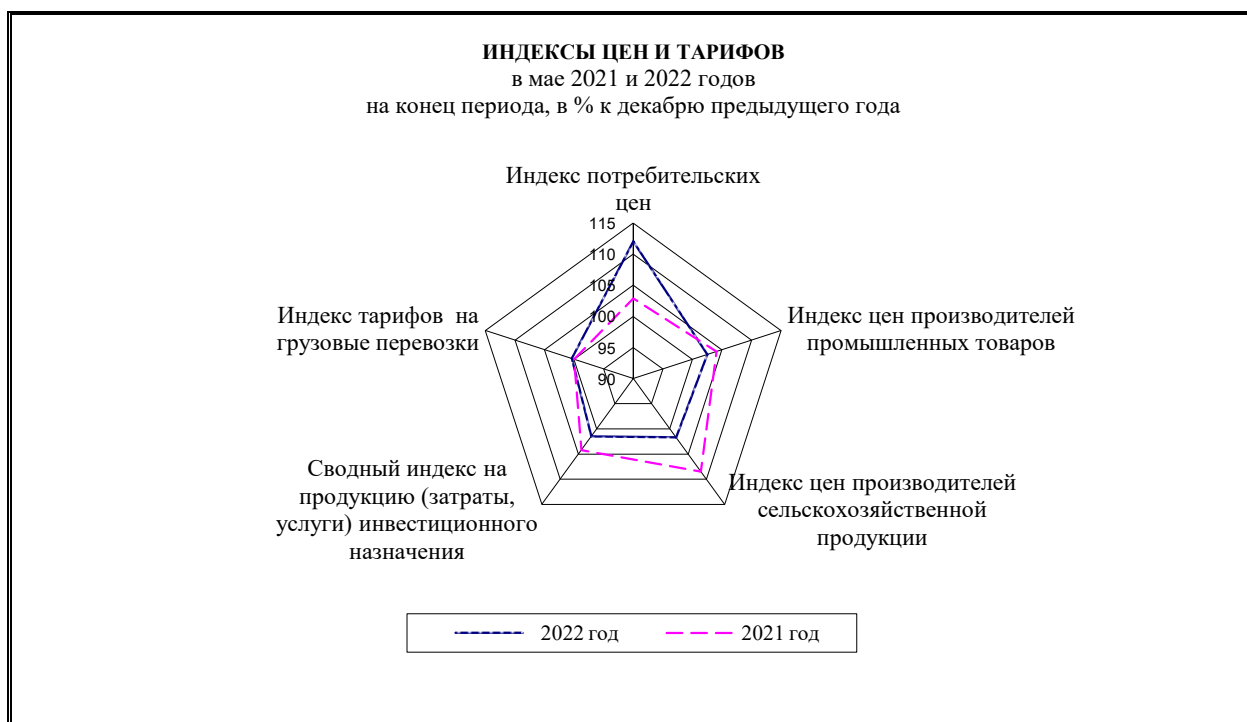 ИНДЕКСЫ ЦЕН И ТАРИФОВ
в мае 2021 и 2022 годов
на конец периода, в % к декабрю предыдущего года
Индекс потребительских
цен
115
110
105
100
95
90
Индекс тарифов на
грузовые перевозки
Индекс цен производителей
промышленных товаров
Сводный индекс на
продукцию (затраты,
услуги) инвестиционного
назначения
Индекс цен производителей
сельскохозяйственной
продукции
2022 год
2021 год